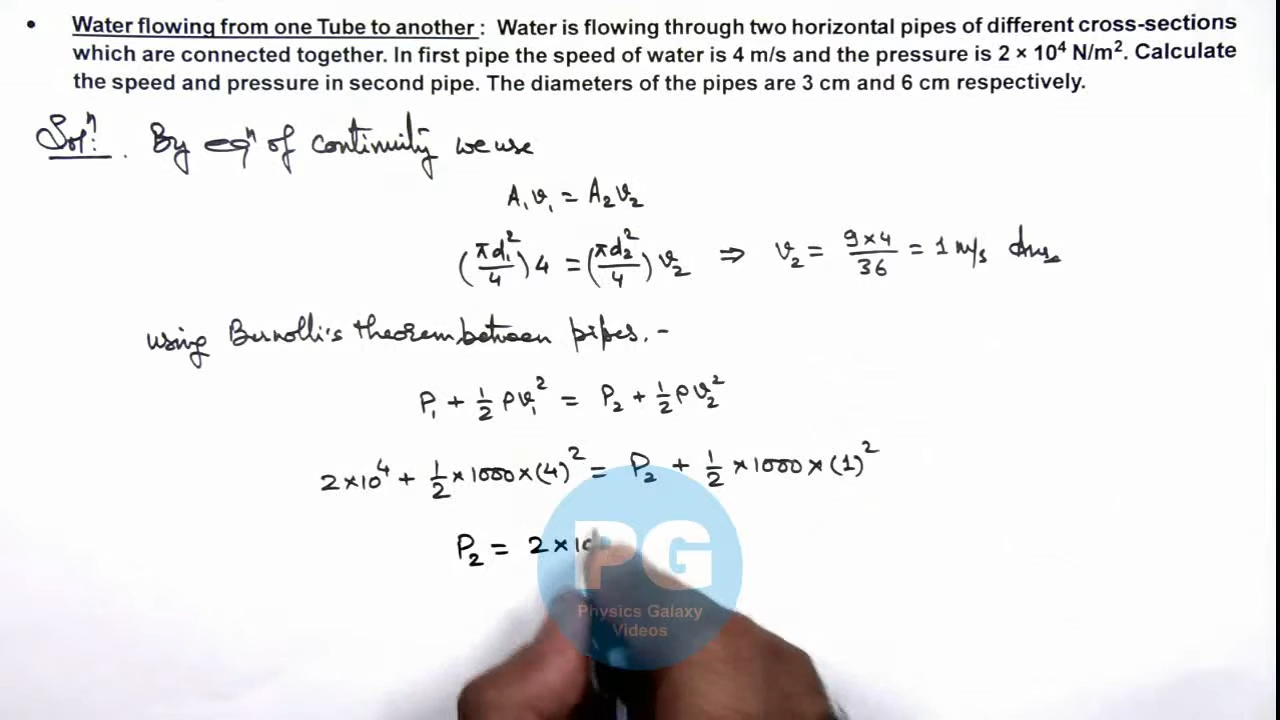 • Water flowing from one Tube to another : Water is flowing through two horizontal pipes of different cross-sections
which are connected together. In first pipe the speed of water is 4 m/s and the pressure is 2 × 10⁴ N/m². Calculate
the speed and pressure in second pipe. The diameters of the pipes are 3 cm and 6 cm respectively.
Solⁿ: . By eqⁿ of continuity we use
A₁v₁ = A₂v₂
(πd₁²/4) 4 = (πd₂²/4) v₂ ⇒ v₂ = 9×4/36 = 1 m/s Ans
using Bernolli's theorem between pipes. -
P₁ + 1/2 ρv₁² = P₂ + 1/2 ρv₂²
2×10⁴ + 1/2 × 1000 × (4)² = P₂ + 1/2 × 1000 × (1)²
P₂ = 2×10
PG
Physics Galaxy
Videos